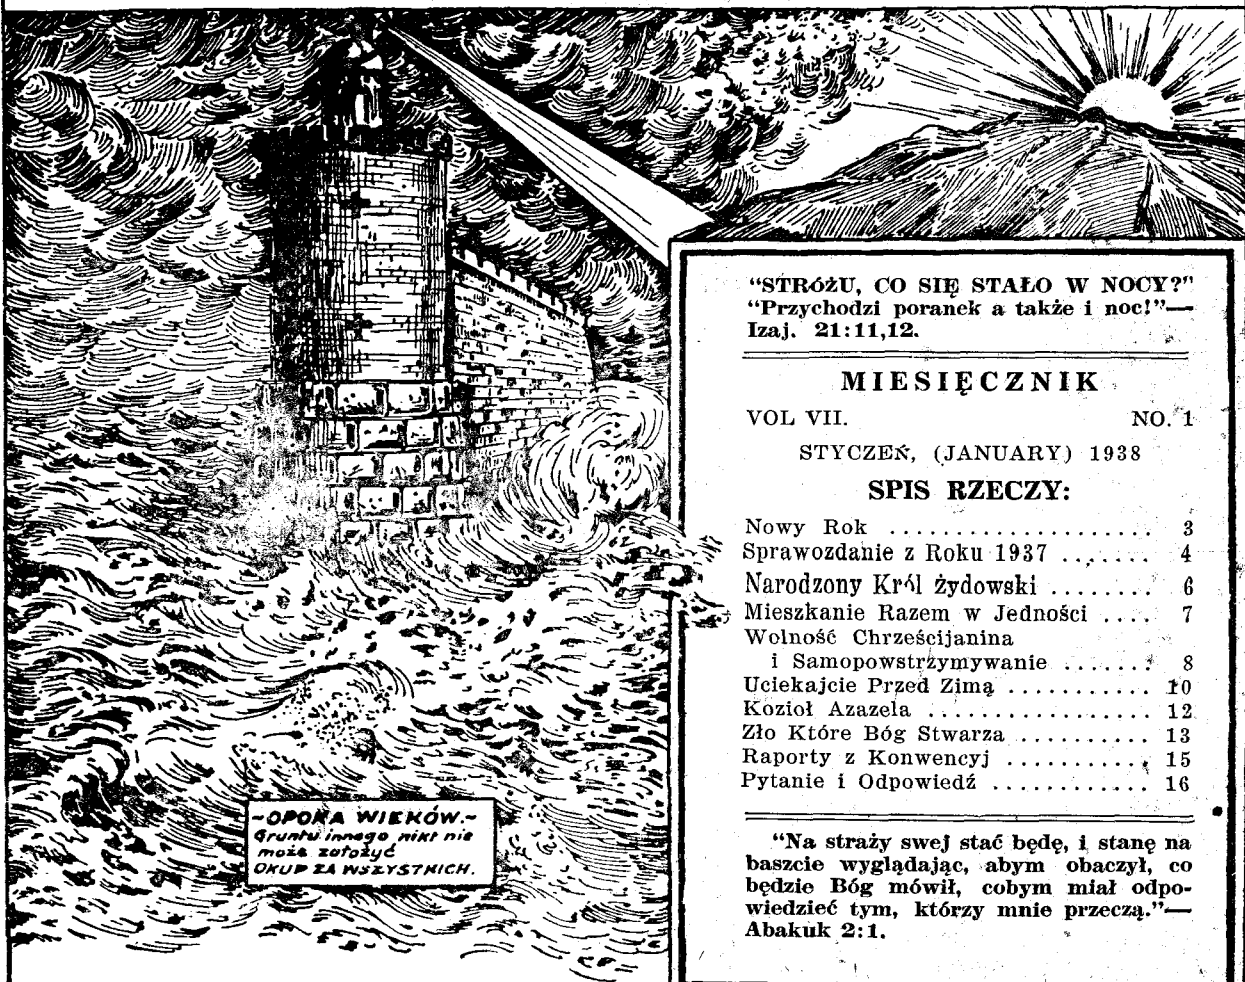 “STRÓŻU, CO SIĘ STAŁO W NOCY?”
“Przychodzi poranek a także i noc!”—
Izaj. 21:11,12.
MIESIĘCZNIK
VOL VII. NO. 1
STYCZEŃ, (JANUARY) 1938
SPIS RZECZY:
Nowy Rok .................... 3
Sprawozdanie z Roku 1937 ....... 4
Narodzony Król żydowski ........ 6
Mieszkanie Razem w Jedności .... 7
Wolność Chrześcijanina
i Samopowstrzymywanie ....... 8
Uciekajcie Przed Zimą ........... 10
Kozioł Azazela ................. 12
Zło Które Bóg Stwarza .......... 13
Raporty z Konwencyj ........... 15
Pytanie i Odpowiedź ............ 16
“Na straży swej stać będę, i stanę na
baszcie wyglądając, abym obaczył, co
będzie Bóg mówił, cobym miał odpo-
wiedzieć tym, którzy mnie przeczą.”—
Abakuk 2:1.
~OPOKA WIEKÓW.~
Gruntu innego nikt nie
może założyć
OKUP ZA WSZYSTKICH.